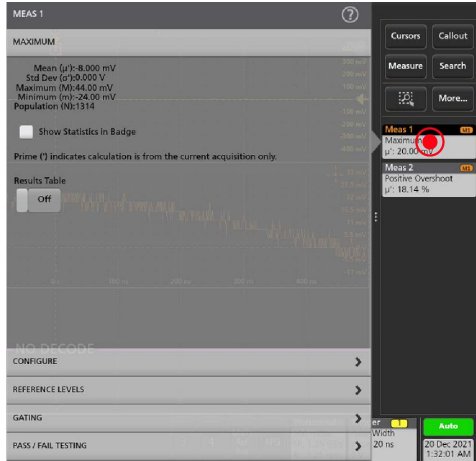 MEAS 1
?
MAXIMUM
Mean (μ'):-8.000 mV
Std Dev (σ'):0.000 V
Maximum (M):44.00 mV
Minimum (m):-24.00 mV
Population (N):1314
Show Statistics in Badge
Prime (') indicates calculation is from the current acquisition only.
Results Table
Off
NO DECODE
CONFIGURE
REFERENCE LEVELS
GATING
PASS / FAIL TESTING
Cursors
Callout
Measure
Search
More...
Meas 1
Maximum
μ': 20.00 mV
Meas 2
Positive Overshoot
μ': 18.14 %
er
1
Width
20 ns
Auto
20 Dec 2021
1:32:01 AM